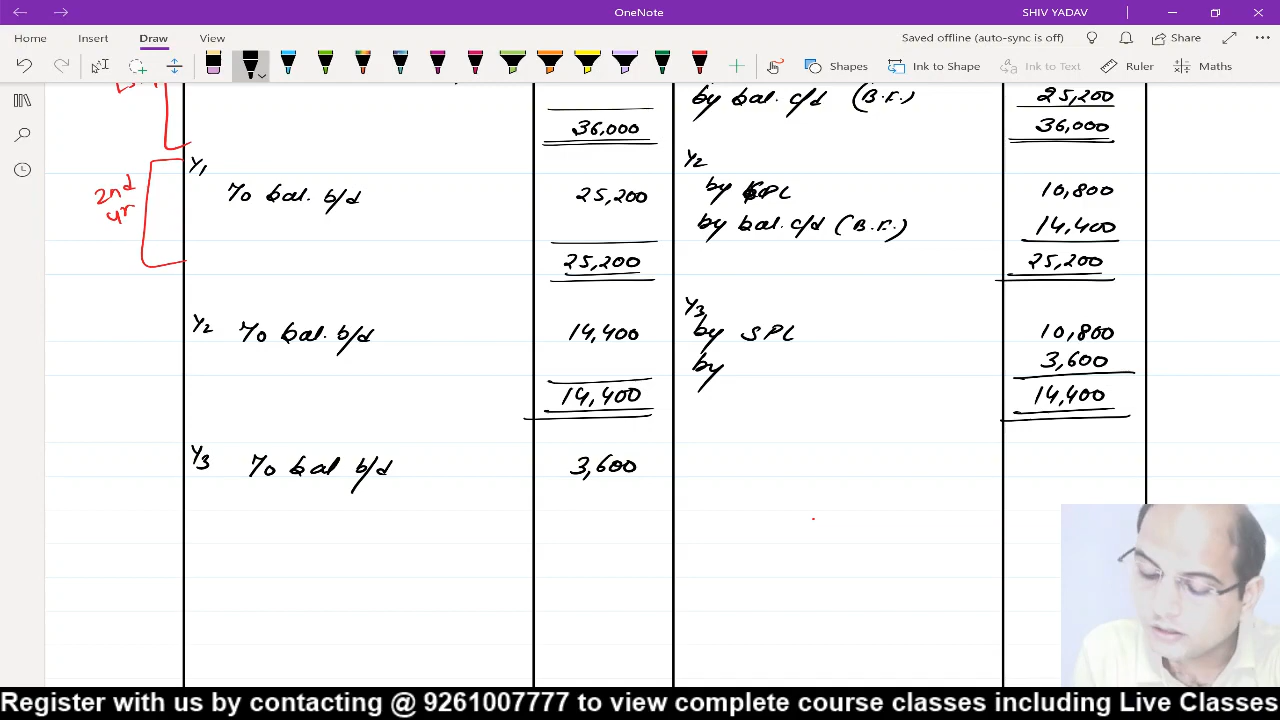 OneNote
SHIV YADAV
Home Insert Draw View
Saved offline (auto-sync is off)
Share
Shapes
Ink to Shape
Ink to Text
Ruler
Maths
by bal. c/d (B.F.) 25,200
36,000 36,000
2nd yr
Y1 To bal. b/d 25,200
Y2 by SPL 10,800
by bal. c/d (B.F.) 14,400
25,200 25,200
Y2 To bal. b/d 14,400
Y3 by SPL 10,800
by 3,600
14,400 14,400
Y3 To bal b/d 3,600
Register with us by contacting @ 9261007777 to view complete course classes including Live Classes